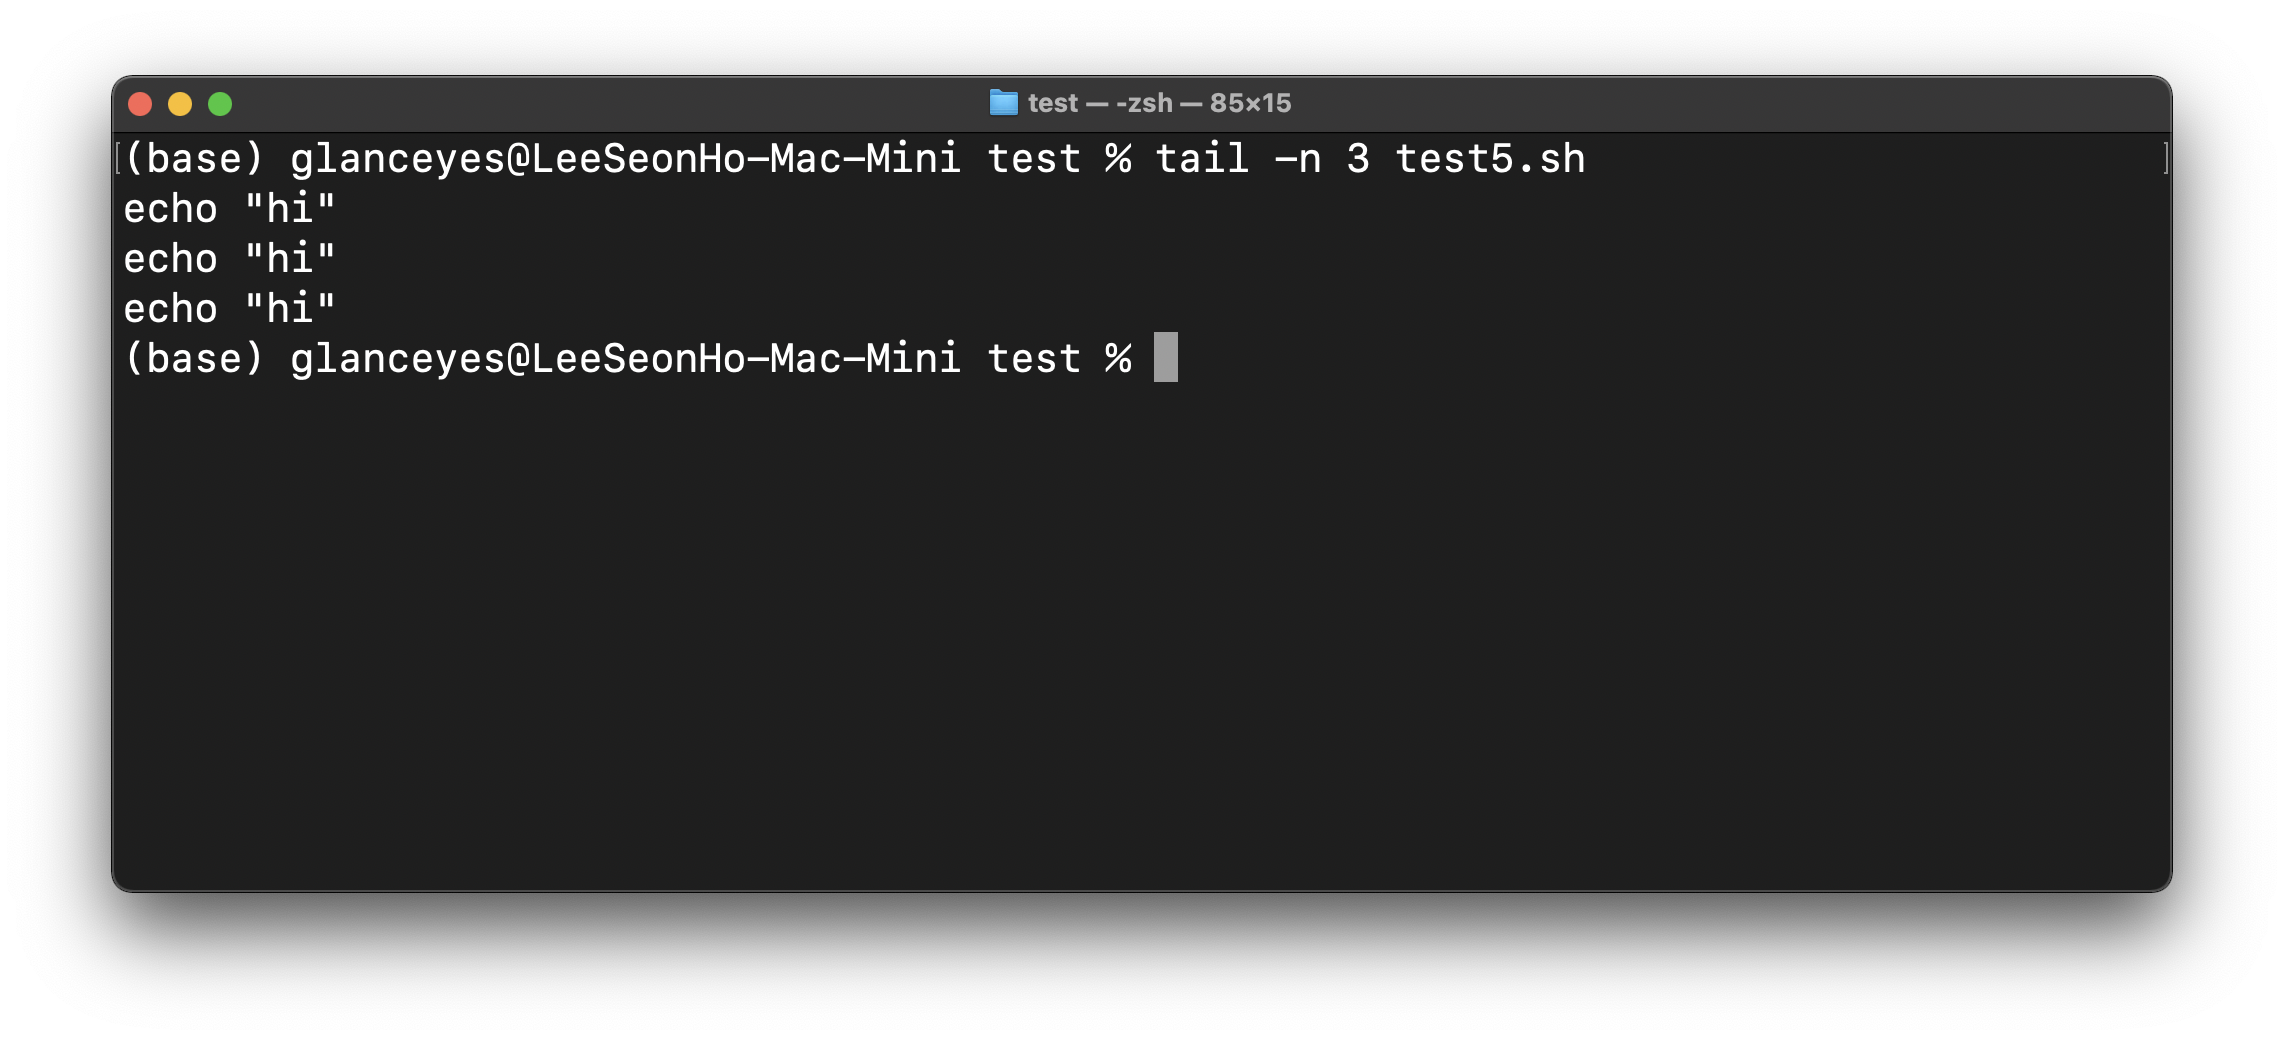 test — -zsh — 85×15
(base) glanceyes@LeeSeonHo-Mac-Mini test % tail -n 3 test5.sh
echo "hi"
echo "hi"
echo "hi"
(base) glanceyes@LeeSeonHo-Mac-Mini test %